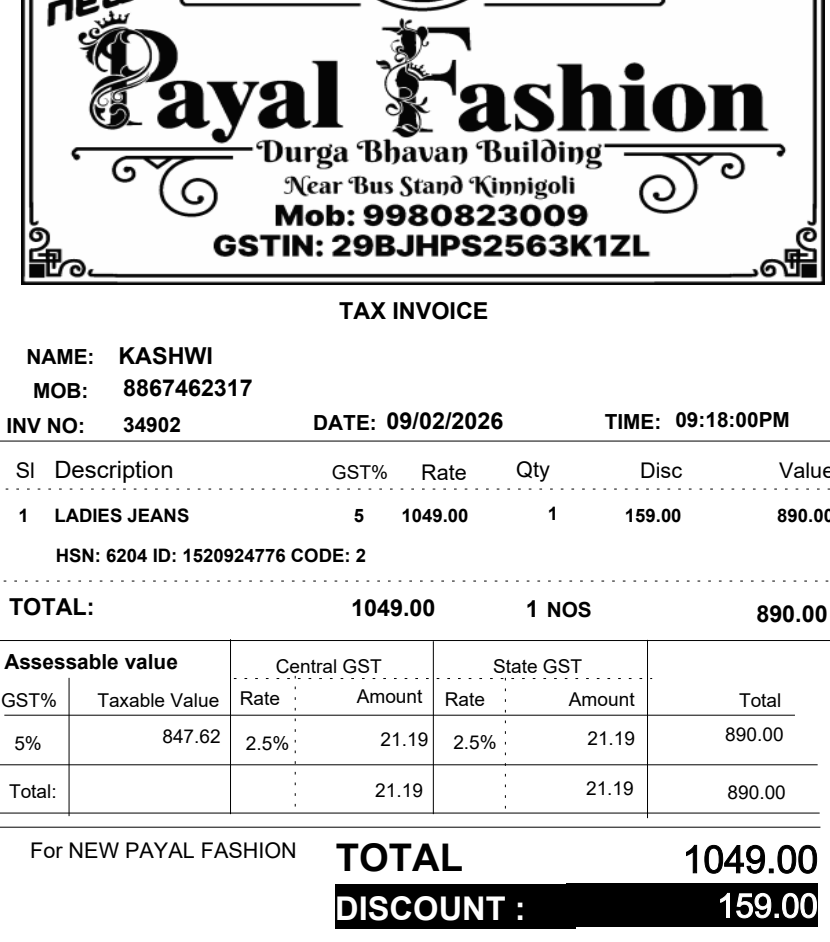 new
Payal Fashion
Durga Bhavan Building
Near Bus Stand Kinnigoli
Mob: 9980823009
GSTIN: 29BJHPS2563K1ZL
TAX INVOICE
NAME: KASHWI
MOB: 8867462317
INV NO: 34902 DATE: 09/02/2026 TIME: 09:18:00PM
Sl Description GST% Rate Qty Disc Value
1 LADIES JEANS 5 1049.00 1 159.00 890.00
HSN: 6204 ID: 1520924776 CODE: 2
TOTAL: 1049.00 1 NOS 890.00
Assessable value Central GST State GST
GST% Taxable Value Rate Amount Rate Amount Total
5% 847.62 2.5% 21.19 2.5% 21.19 890.00
Total: 21.19 21.19 890.00
For NEW PAYAL FASHION TOTAL 1049.00
DISCOUNT : 159.00